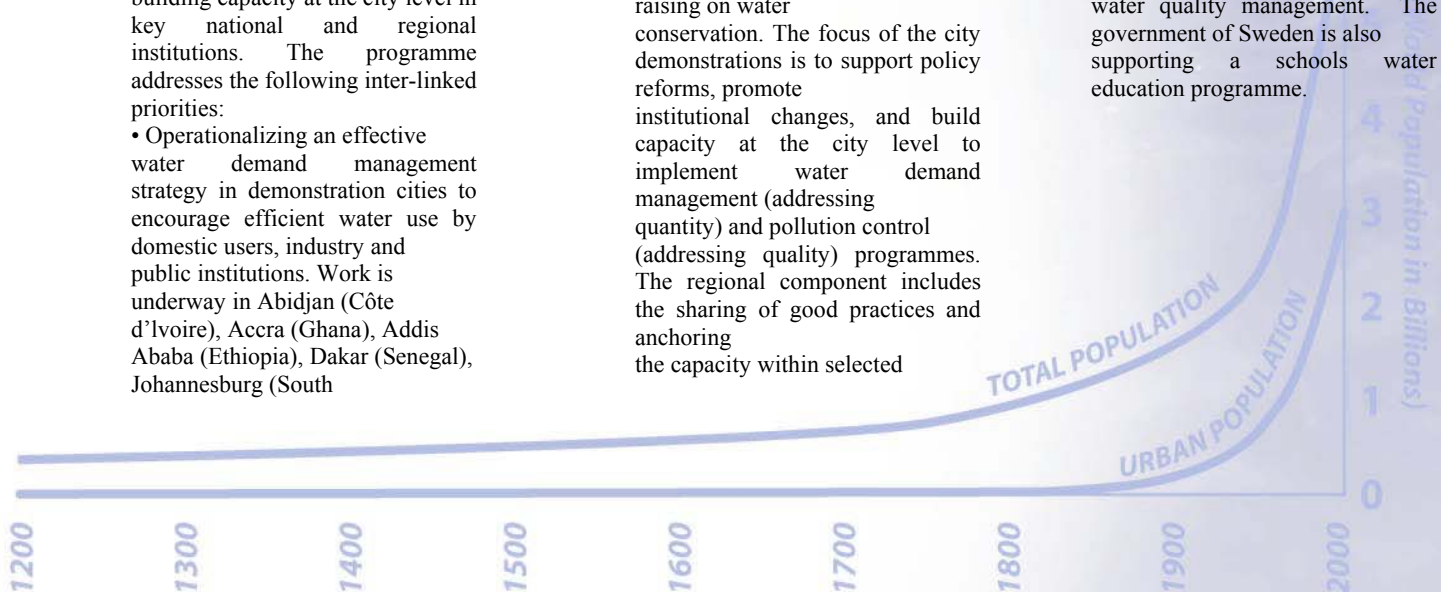 building capacity at the city level in
key national and regional
institutions. The programme
addresses the following inter-linked
priorities:
• Operationalizing an effective
water demand management
strategy in demonstration cities to
encourage efficient water use by
domestic users, industry and
public institutions. Work is
underway in Abidjan (Côte
d’lvoire), Accra (Ghana), Addis
Ababa (Ethiopia), Dakar (Senegal),
Johannesburg (South
raising on water
conservation. The focus of the city
demonstrations is to support policy
reforms, promote
institutional changes, and build
capacity at the city level to
implement water demand
management (addressing
quantity) and pollution control
(addressing quality) programmes.
The regional component includes
the sharing of good practices and
anchoring
the capacity within selected
water quality management. The
government of Sweden is also
supporting a schools water
education programme.
TOTAL POPULATION
URBAN POPULATION
World Population in Billions)
4
3
2
1
0
1200
1300
1400
1500
1600
1700
1800
1900
2000